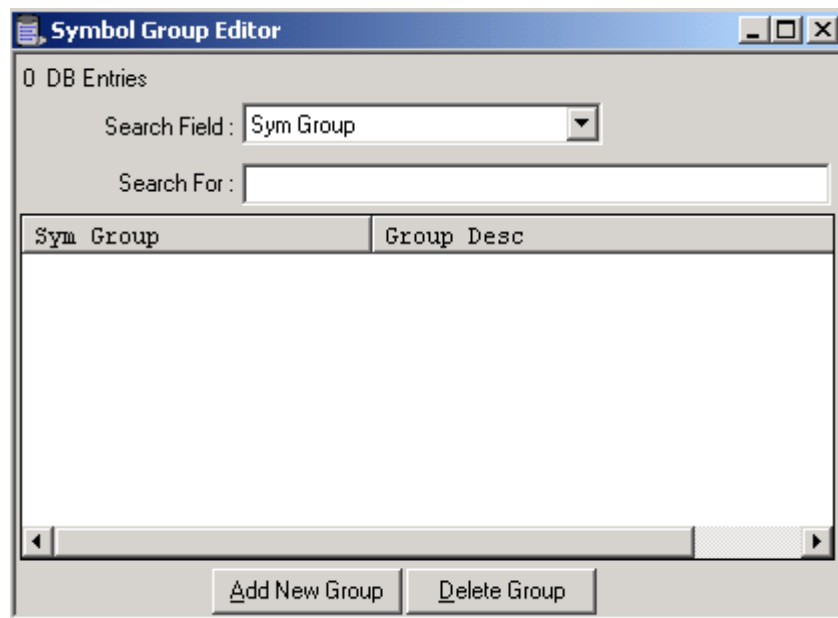 Symbol Group Editor
0 DB Entries
Search Field : Sym Group
Search For :
Sym Group Group Desc
Add New Group Delete Group